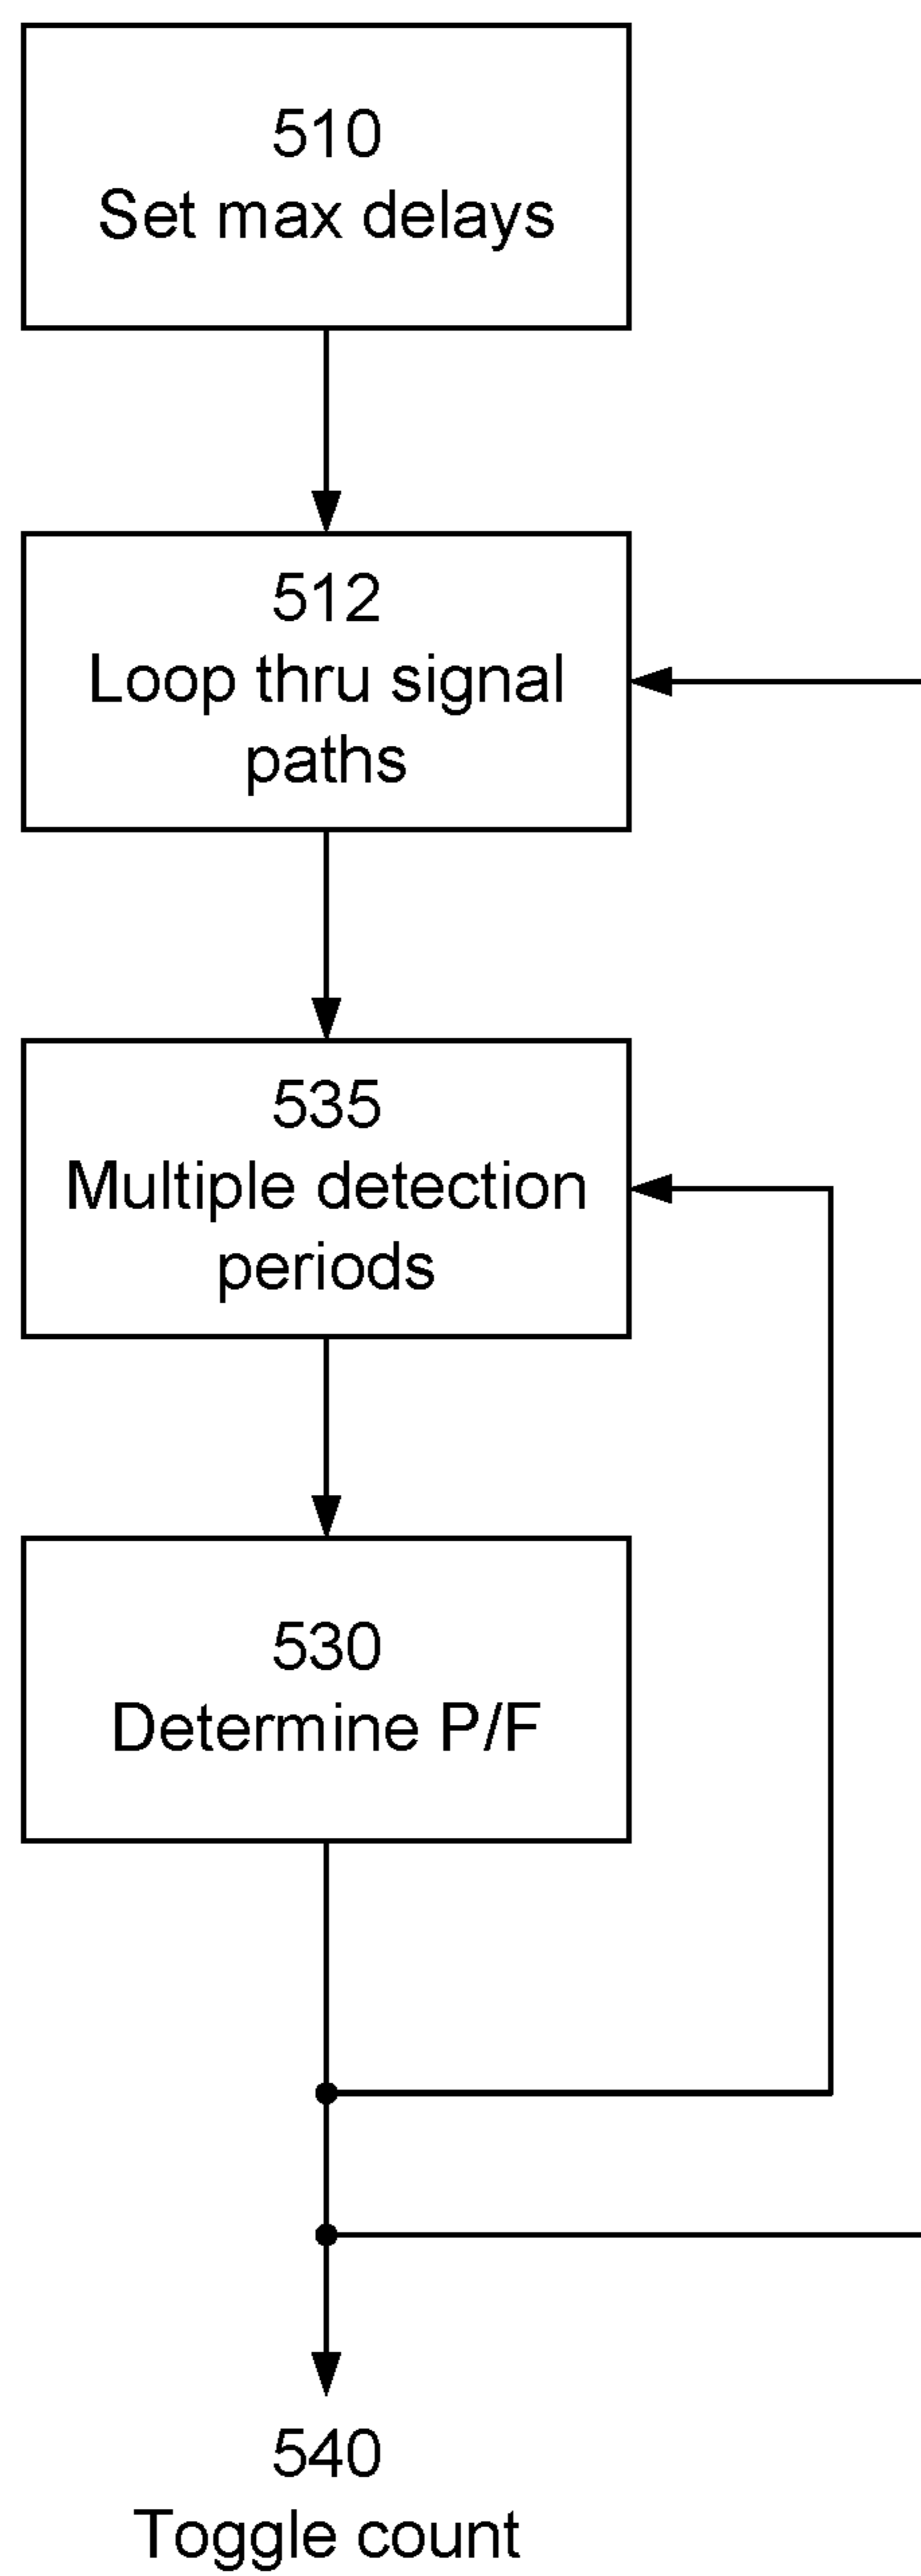 510
Set max delays
512
Loop thru signal
paths
535
Multiple detection
periods
530
Determine P/F
540
Toggle count